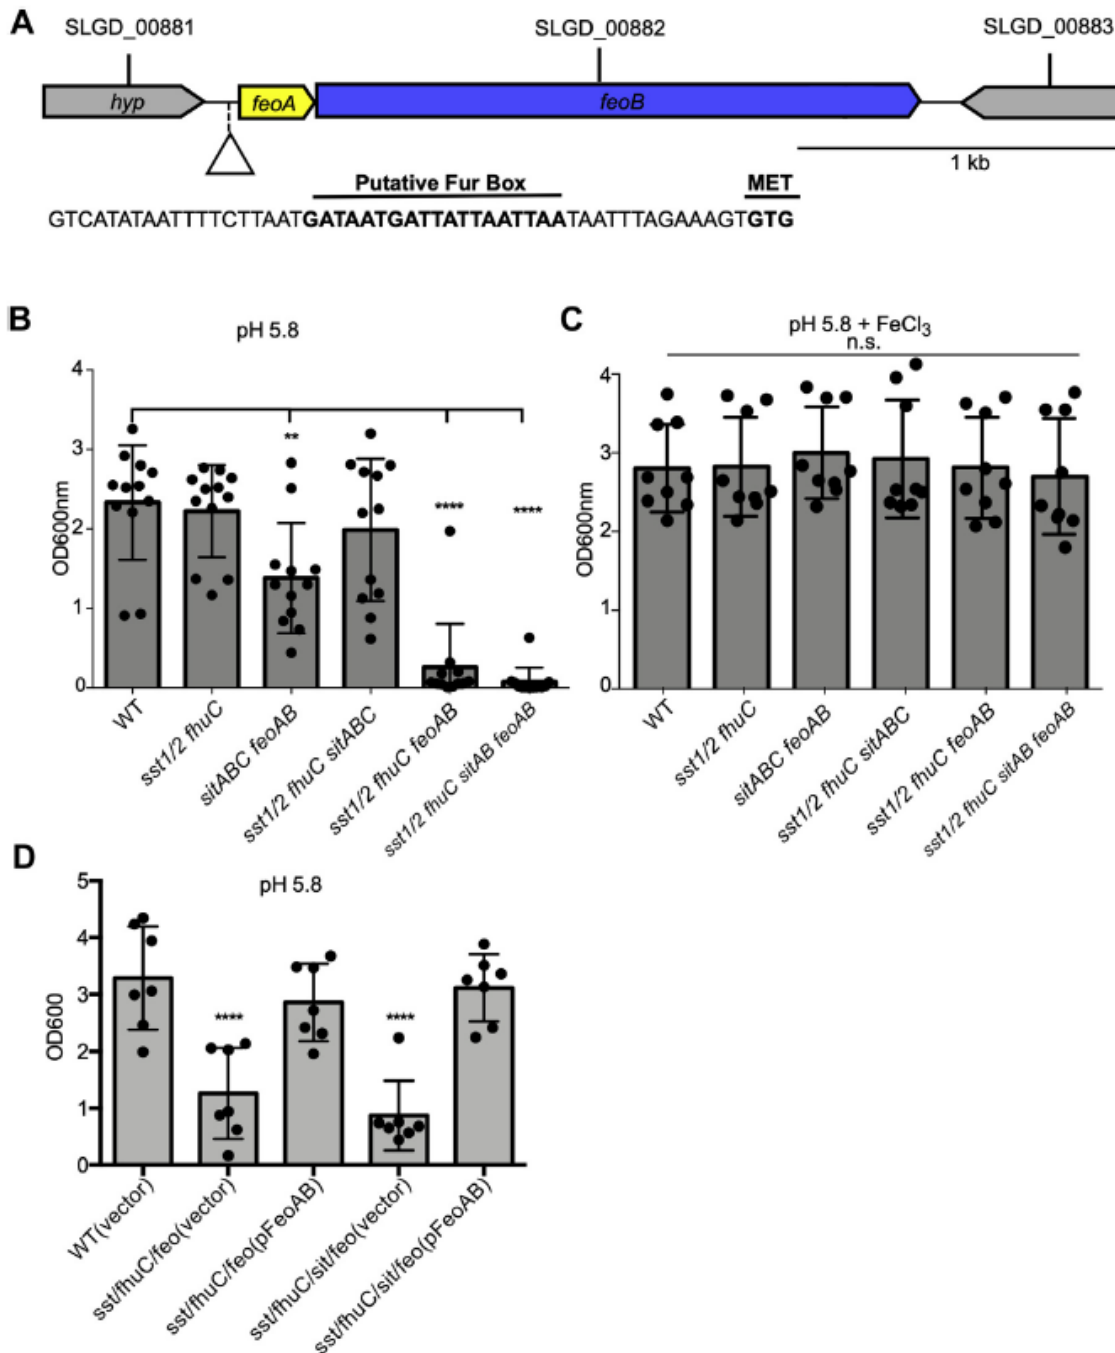 A
SLGD_00881
SLGD_00882
SLGD_00883
hyp
feoA
feoB
1 kb
Putative Fur Box
MET
GTCATATAATTTTCTTAATGATAATGATTATTAATTAATAATTTAGAAAGTGTG
B
pH 5.8
OD600nm
4
3
2
1
0
**
****
****
WT
sst1/2 fhuC
sitABC feoAB
sst1/2 fhuC sitABC
sst1/2 fhuC feoAB
sst1/2 fhuC sitAB feoAB
C
pH 5.8 + FeCl3
n.s.
OD600nm
4
3
2
1
0
WT
sst1/2 fhuC
sitABC feoAB
sst1/2 fhuC sitABC
sst1/2 fhuC feoAB
sst1/2 fhuC sitAB feoAB
D
pH 5.8
OD600
5
4
3
2
1
0
****
****
WT(vector)
sst/fhuC/feo(vector)
sst/fhuC/feo(pFeoAB)
sst/fhuC/sit/feo(vector)
sst/fhuC/sit/feo(pFeoAB)